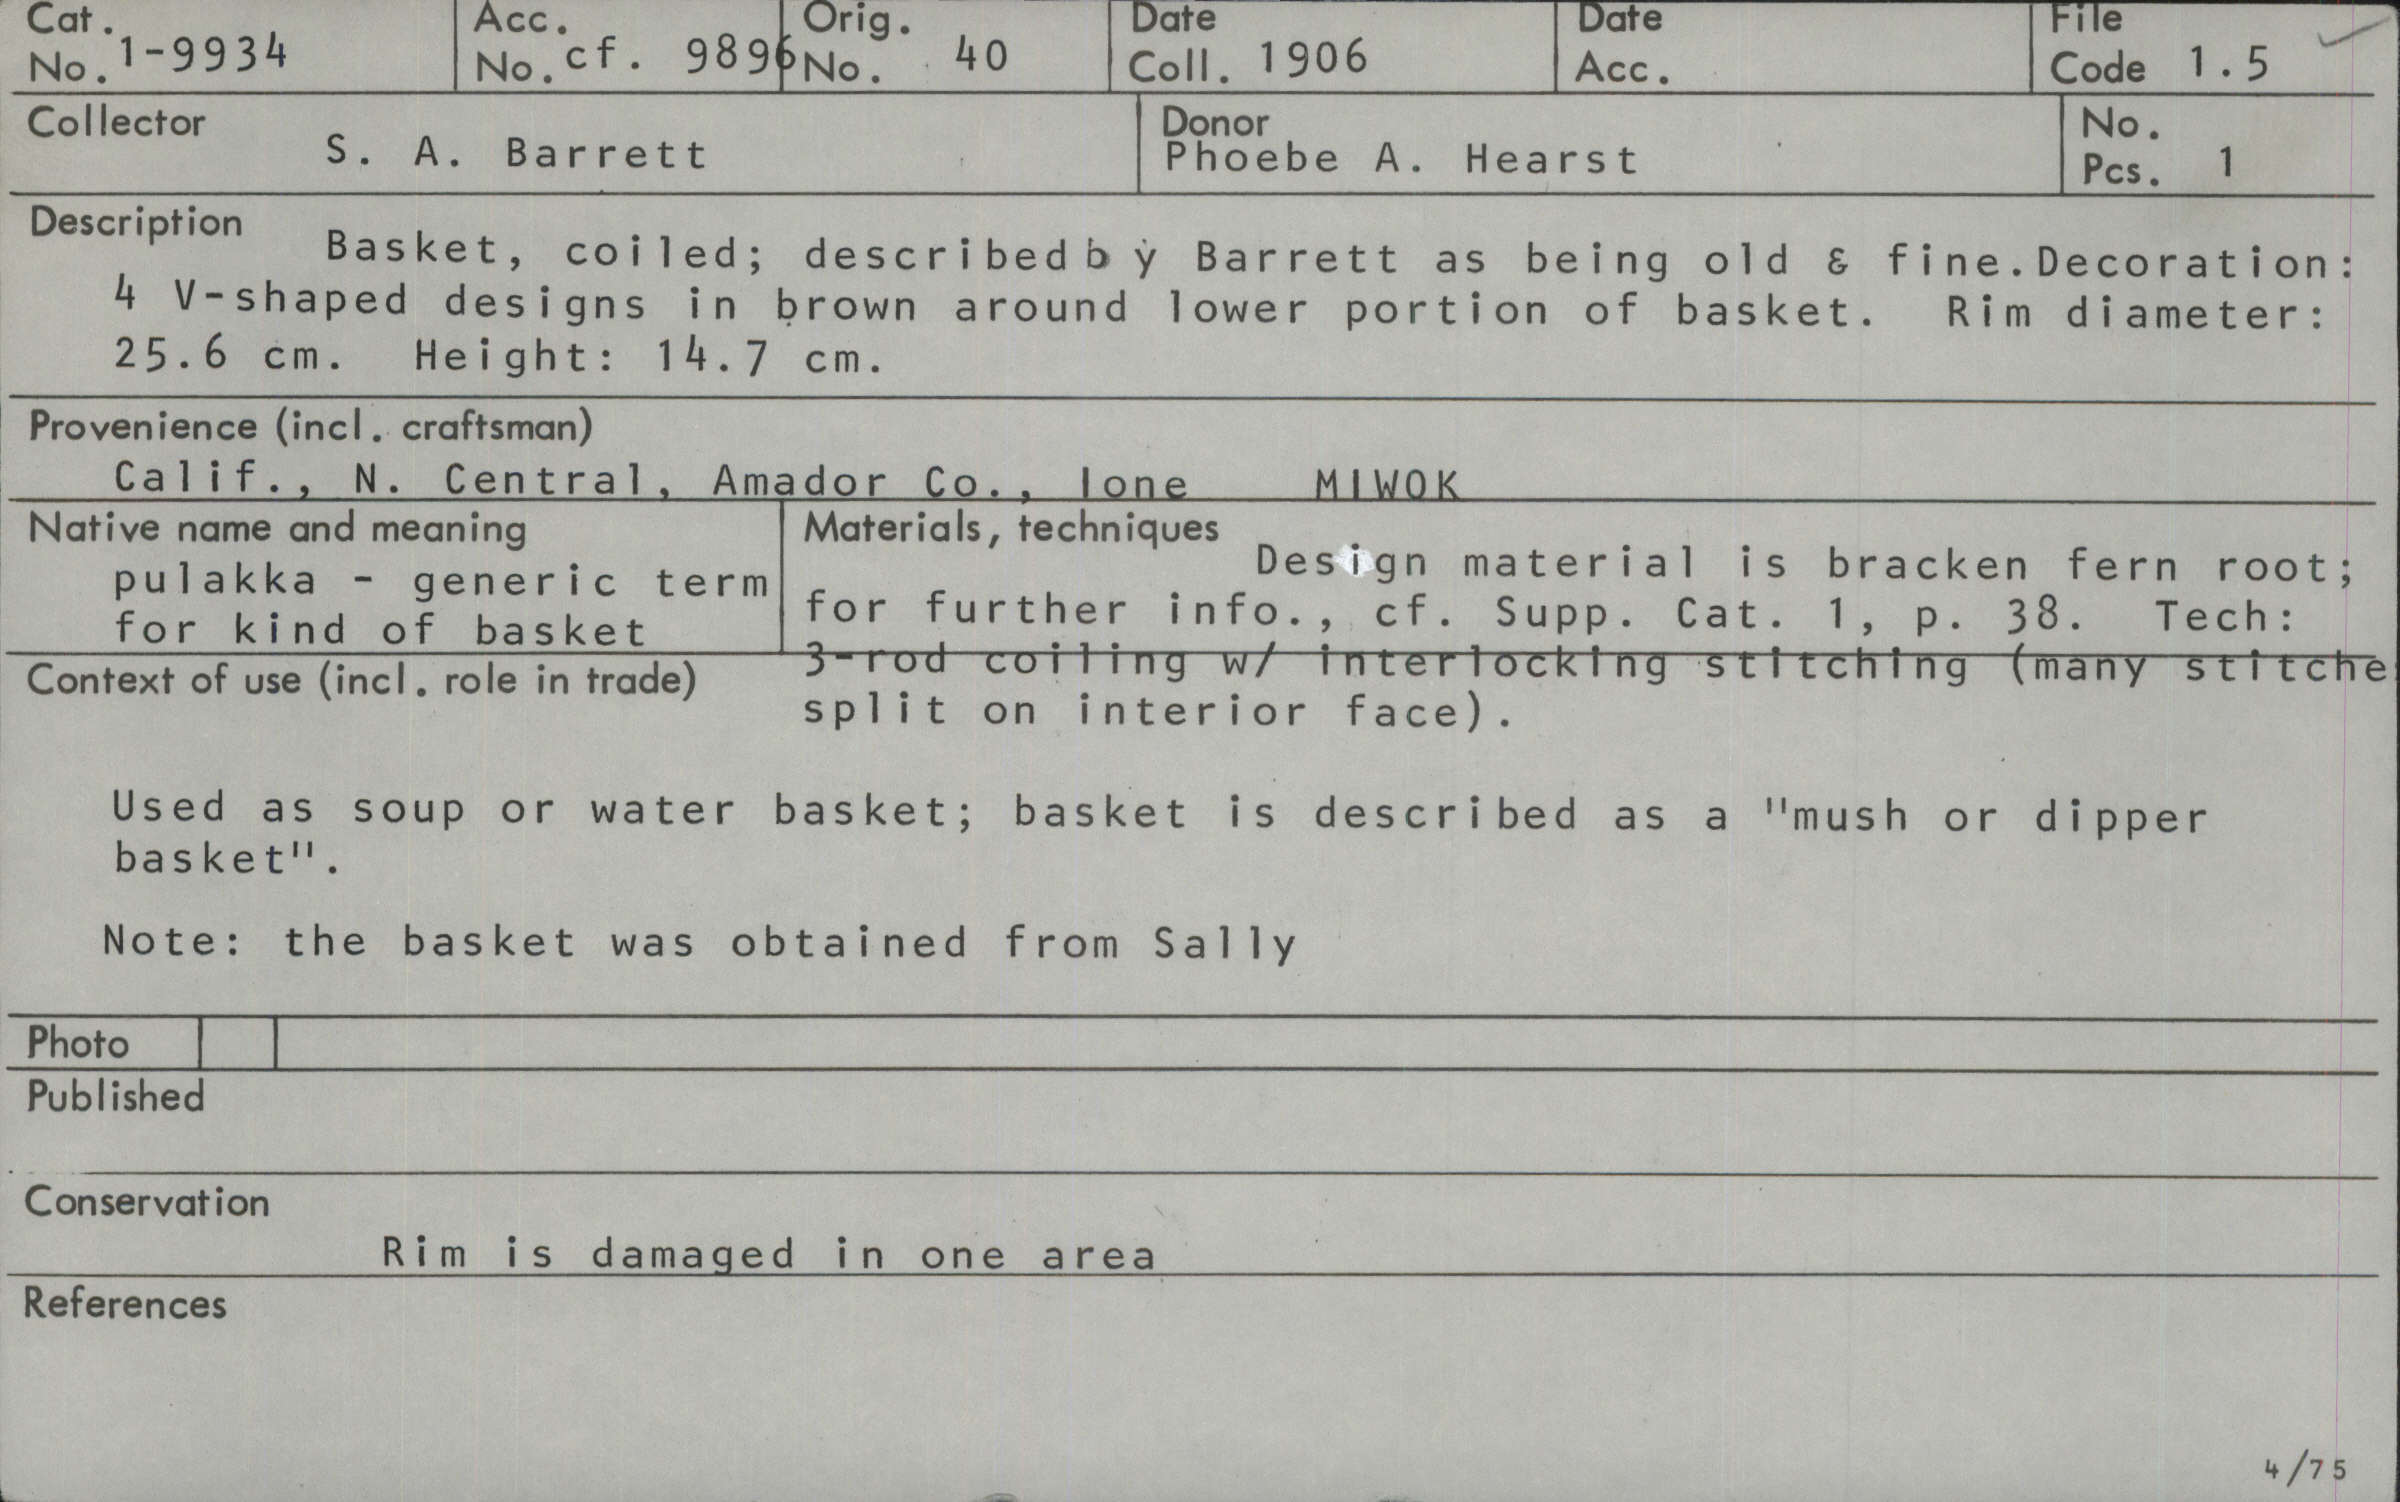 Cat. No. 1-9934 Acc. No. cf. 9896 Orig. No. 40 Date Coll. 1906 Date Acc. File Code 1.5
Collector S. A. Barrett Donor Phoebe A. Hearst No. Pcs. 1
Description Basket, coiled; described by Barrett as being old & fine. Decoration:
4 V-shaped designs in brown around lower portion of basket. Rim diameter:
25.6 cm. Height: 14.7 cm.
Provenience (incl. craftsman)
Calif., N. Central, Amador Co., Ione MIWOK
Native name and meaning
pulakka - generic term
for kind of basket
Materials, techniques
Design material is bracken fern root;
for further info., cf. Supp. Cat. 1, p. 38. Tech:
3-rod coiling w/ interlocking stitching (many stitche
split on interior face).
Context of use (incl. role in trade)
Used as soup or water basket; basket is described as a "mush or dipper
basket".
Note: the basket was obtained from Sally
Photo
Published
Conservation
Rim is damaged in one area
References
4/75